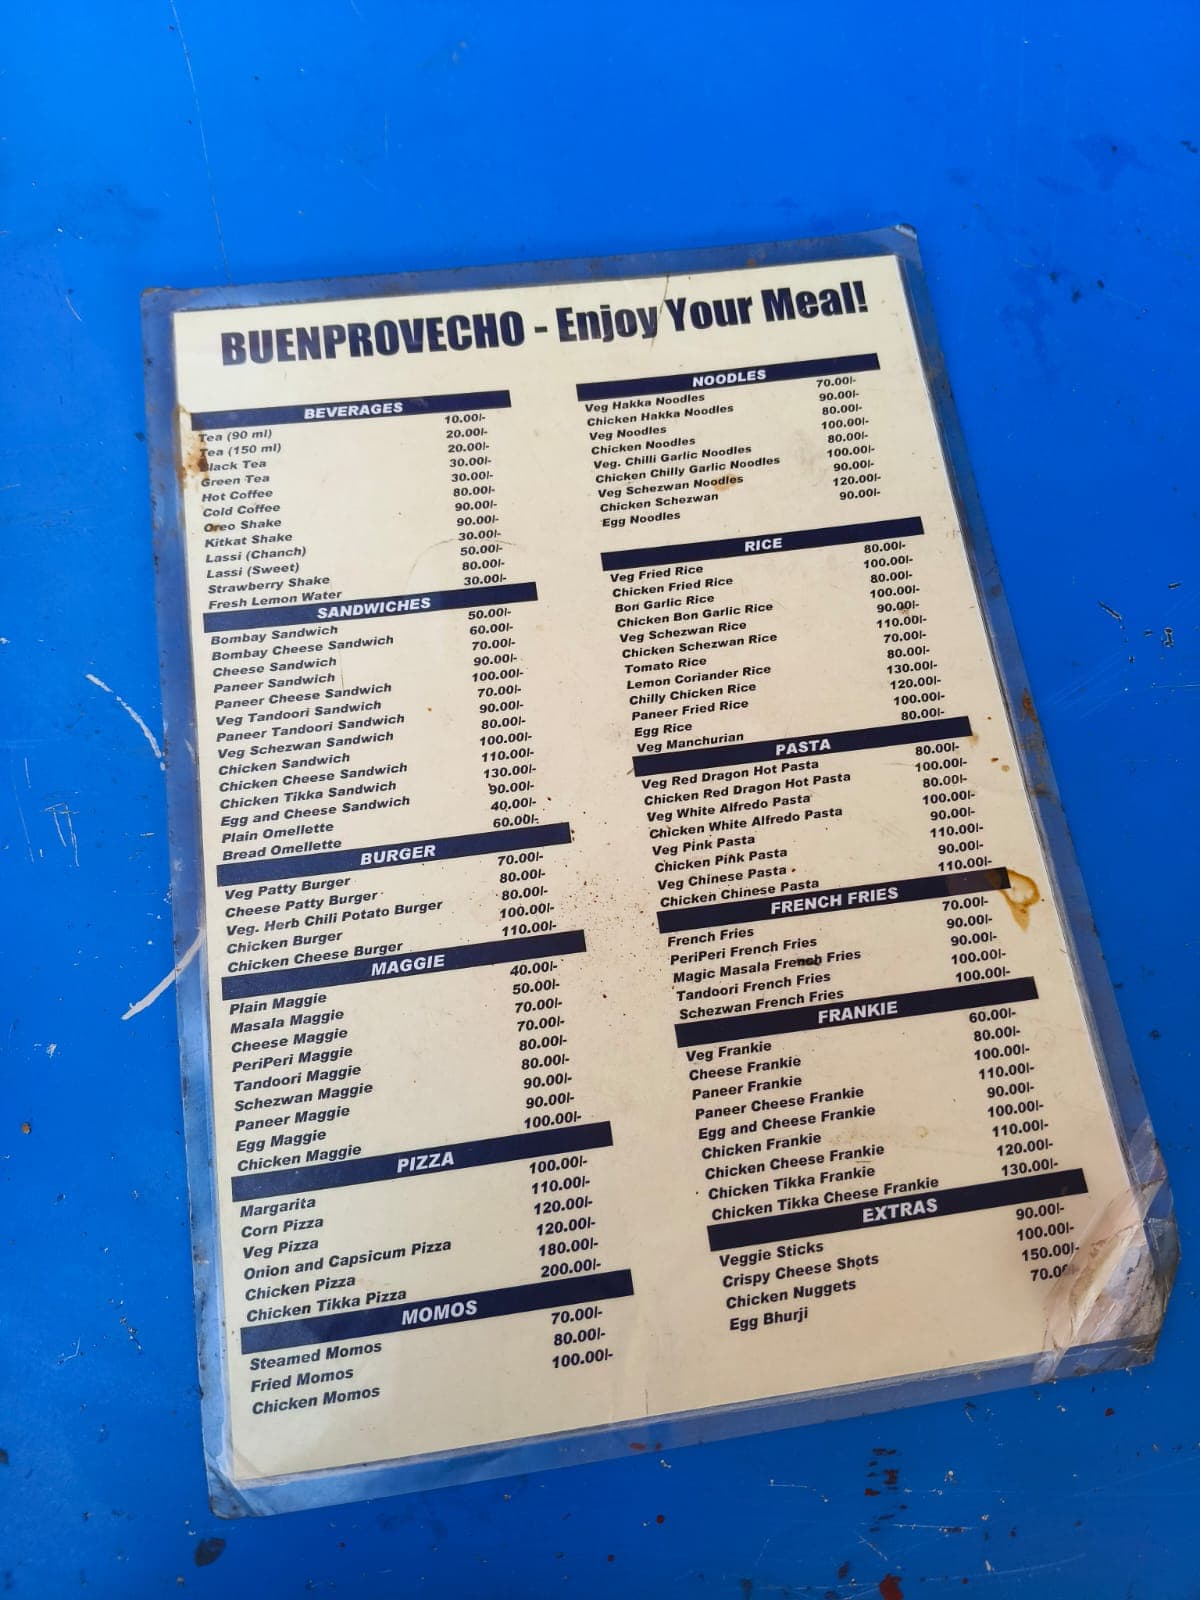 BUENPROVECHO - Enjoy Your Meal!
BEVERAGES
Tea (90 ml) 10.00/-
Tea (150 ml) 20.00/-
Black Tea 20.00/-
Green Tea 30.00/-
Hot Coffee 30.00/-
Cold Coffee 80.00/-
Oreo Shake 90.00/-
Kitkat Shake 90.00/-
Lassi (Chanch) 30.00/-
Lassi (Sweet) 50.00/-
Strawberry Shake 80.00/-
Fresh Lemon Water 30.00/-
SANDWICHES
Bombay Sandwich 50.00/-
Bombay Cheese Sandwich 60.00/-
Cheese Sandwich 70.00/-
Paneer Sandwich 90.00/-
Paneer Cheese Sandwich 100.00/-
Veg Tandoori Sandwich 70.00/-
Paneer Tandoori Sandwich 90.00/-
Veg Schezwan Sandwich 80.00/-
Chicken Sandwich 100.00/-
Chicken Cheese Sandwich 110.00/-
Chicken Tikka Sandwich 130.00/-
Egg and Cheese Sandwich 90.00/-
Plain Omellette 40.00/-
Bread Omellette 60.00/-
BURGER
Veg Patty Burger 70.00/-
Cheese Patty Burger 80.00/-
Veg. Herb Chili Potato Burger 80.00/-
Chicken Burger 100.00/-
Chicken Cheese Burger 110.00/-
MAGGIE
Plain Maggie 40.00/-
Masala Maggie 50.00/-
Cheese Maggie 70.00/-
PeriPeri Maggie 70.00/-
Tandoori Maggie 80.00/-
Schezwan Maggie 80.00/-
Paneer Maggie 90.00/-
Egg Maggie 90.00/-
Chicken Maggie 100.00/-
PIZZA
Margarita 100.00/-
Corn Pizza 110.00/-
Veg Pizza 120.00/-
Onion and Capsicum Pizza 120.00/-
Chicken Pizza 180.00/-
Chicken Tikka Pizza 200.00/-
MOMOS
Steamed Momos 70.00/-
Fried Momos 80.00/-
Chicken Momos 100.00/-
NOODLES
Veg Hakka Noodles 70.00/-
Chicken Hakka Noodles 90.00/-
Veg Noodles 80.00/-
Chicken Noodles 100.00/-
Veg. Chilli Garlic Noodles 80.00/-
Chicken Chilly Garlic Noodles 100.00/-
Veg Schezwan Noodles 90.00/-
Chicken Schezwan 120.00/-
Egg Noodles 90.00/-
RICE
Veg Fried Rice 80.00/-
Chicken Fried Rice 100.00/-
Bon Garlic Rice 80.00/-
Chicken Bon Garlic Rice 100.00/-
Veg Schezwan Rice 90.00/-
Chicken Schezwan Rice 110.00/-
Tomato Rice 70.00/-
Lemon Coriander Rice 80.00/-
Chilly Chicken Rice 130.00/-
Paneer Fried Rice 120.00/-
Egg Rice 100.00/-
Veg Manchurian 80.00/-
PASTA
Veg Red Dragon Hot Pasta 80.00/-
Chicken Red Dragon Hot Pasta 100.00/-
Veg White Alfredo Pasta 80.00/-
Chicken White Alfredo Pasta 100.00/-
Veg Pink Pasta 90.00/-
Chicken Pink Pasta 110.00/-
Veg Chinese Pasta 90.00/-
Chicken Chinese Pasta 110.00/-
FRENCH FRIES
French Fries 70.00/-
PeriPeri French Fries 90.00/-
Magic Masala French Fries 90.00/-
Tandoori French Fries 100.00/-
Schezwan French Fries 100.00/-
FRANKIE
Veg Frankie 60.00/-
Cheese Frankie 80.00/-
Paneer Frankie 100.00/-
Paneer Cheese Frankie 110.00/-
Egg and Cheese Frankie 90.00/-
Chicken Frankie 100.00/-
Chicken Cheese Frankie 110.00/-
Chicken Tikka Frankie 120.00/-
Chicken Tikka Cheese Frankie 130.00/-
EXTRAS
Veggie Sticks 90.00/-
Crispy Cheese Shots 100.00/-
Chicken Nuggets 150.00/-
Egg Bhurji 70.00